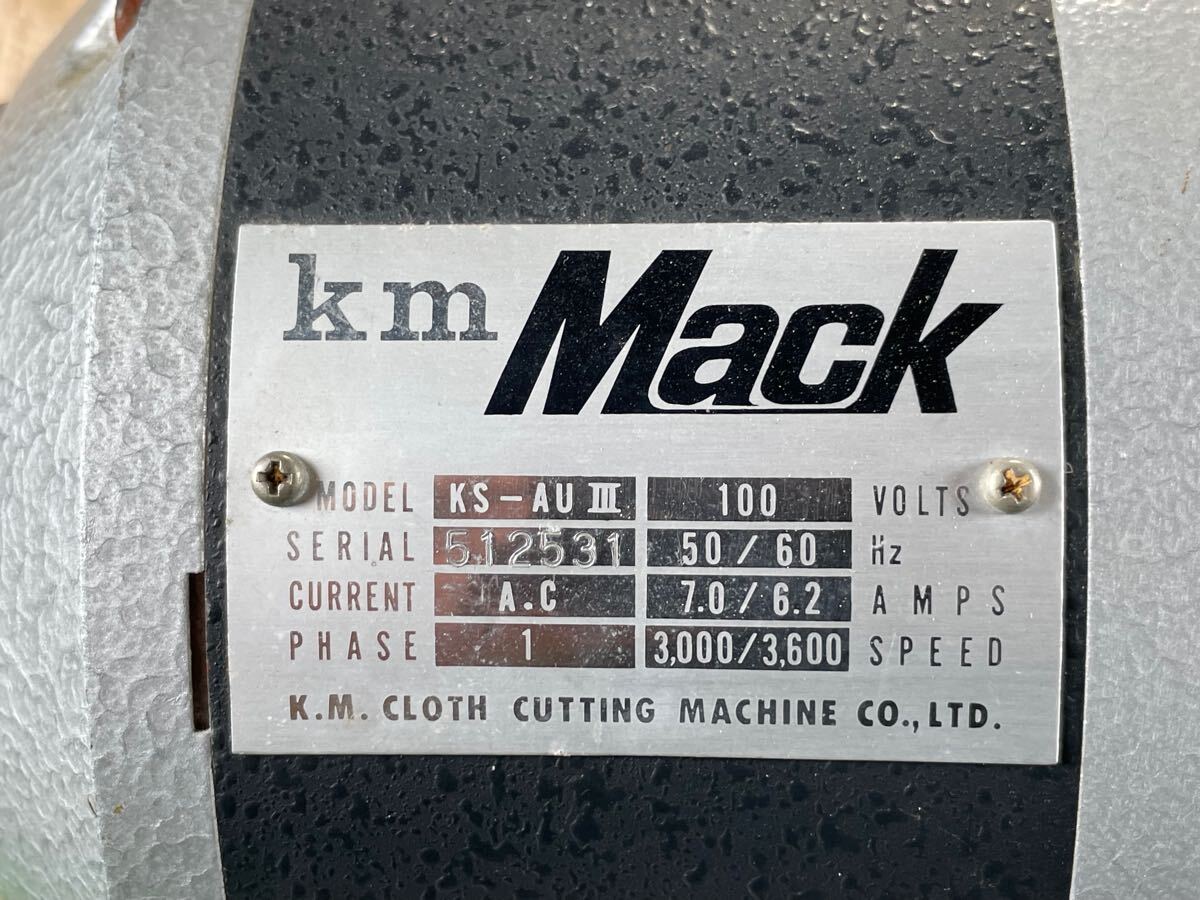 km Mack
MODEL KS-AU III 100 VOLTS
SERIAL 512531 50/60 Hz
CURRENT A.C 7.0/6.2 AMPS
PHASE 1 3,000/3,600 SPEED
K.M. CLOTH CUTTING MACHINE CO., LTD.